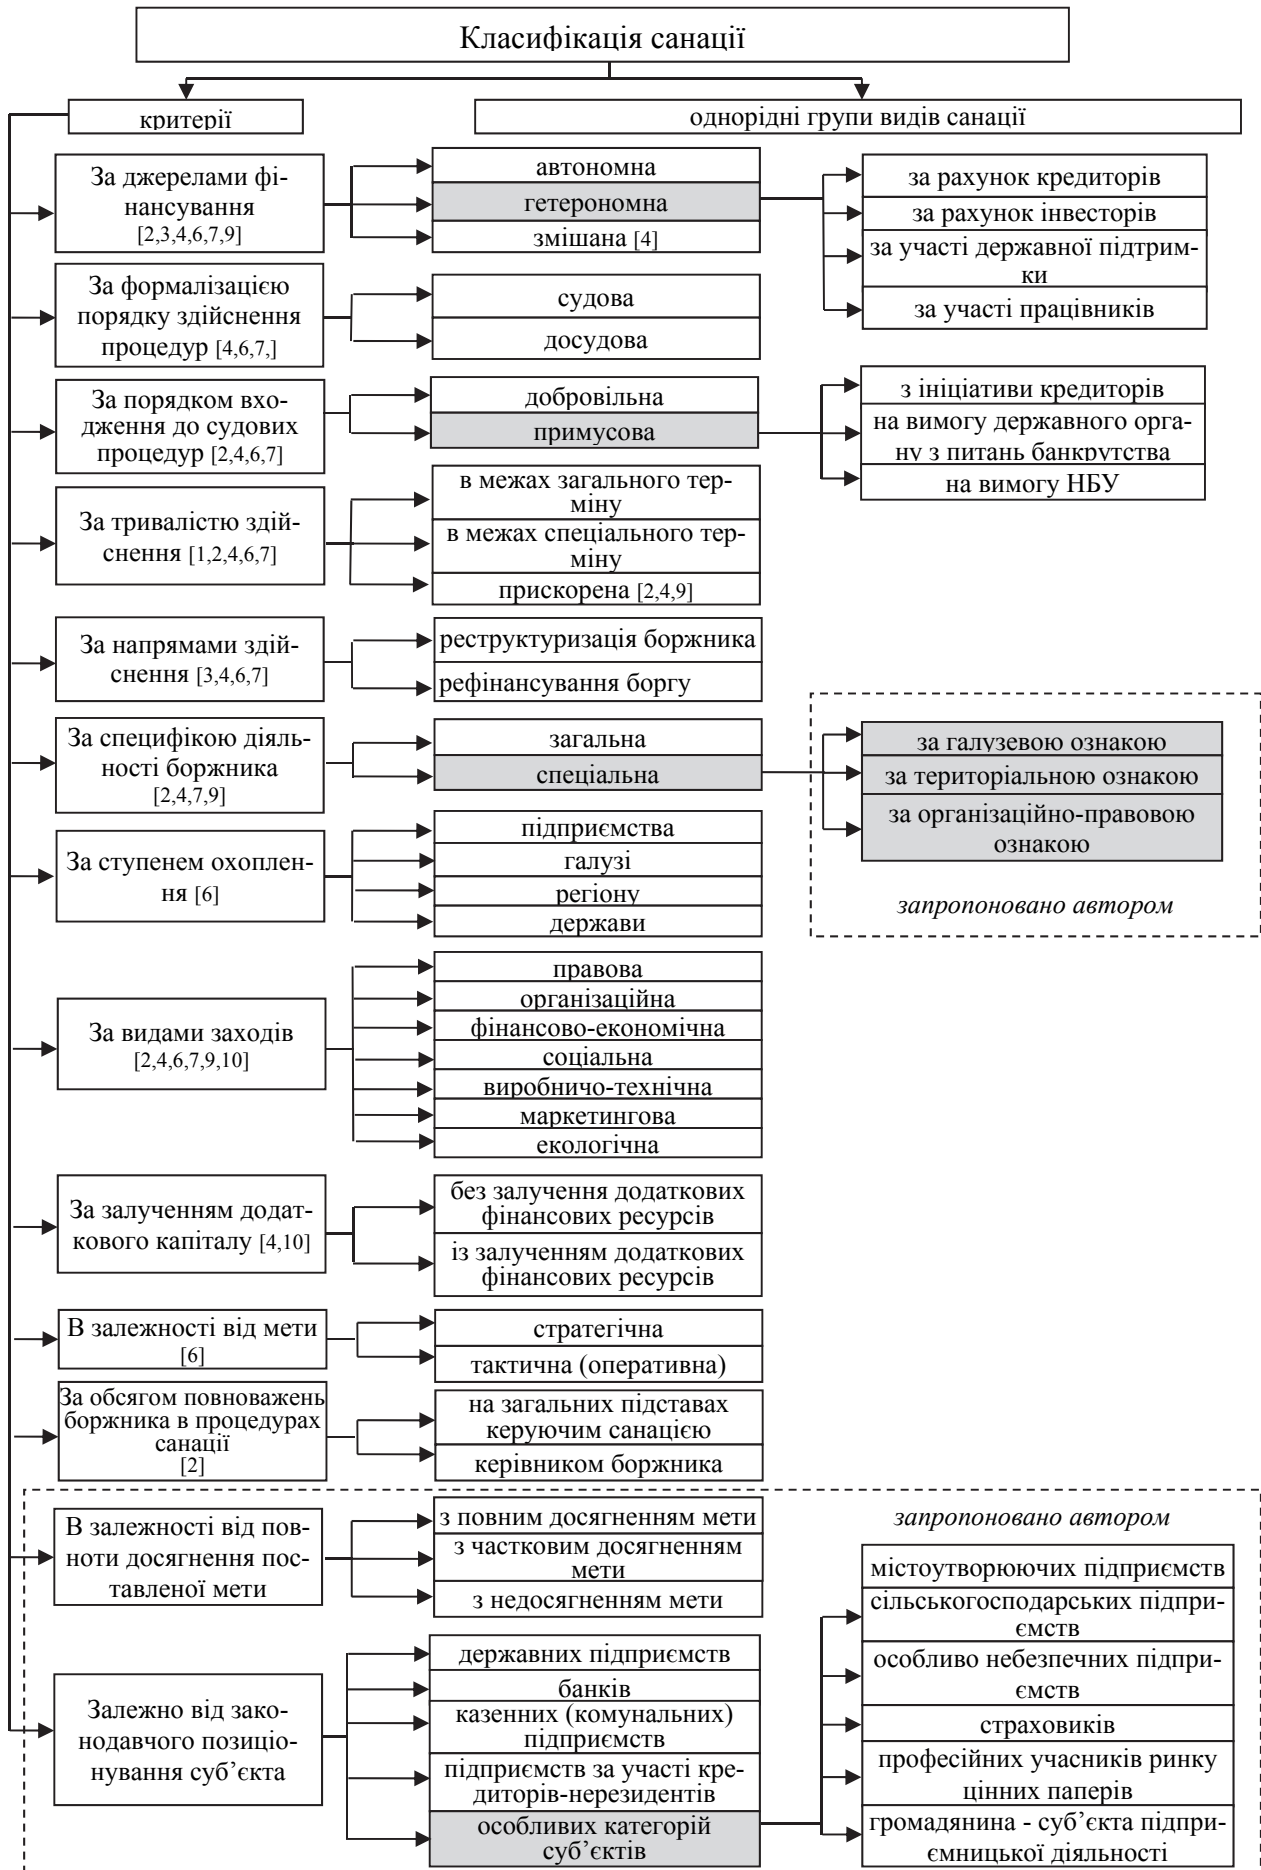 Класифікація санації
критерії
однорідні групи видів санації
За джерелами фі-
нансування
[2,3,4,6,7,9]
автономна
гетерономна
змішана [4]
за рахунок кредиторів
за рахунок інвесторів
за участі державної підтрим-
ки
за участі працівників
За формалізацією
порядку здійснення
процедур [4,6,7,]
судова
досудова
За порядком вхо-
дження до судових
процедур [2,4,6,7]
добровільна
примусова
з ініціативи кредиторів
на вимогу державного орга-
ну з питань банкрутства
на вимогу НБУ
За тривалістю здій-
снення [1,2,4,6,7]
в межах загального тер-
міну
в межах спеціального тер-
міну
прискорена [2,4,9]
За напрямами здій-
снення [3,4,6,7]
реструктуризація боржника
рефінансування боргу
За специфікою діяль-
ності боржника
[2,4,7,9]
загальна
спеціальна
за галузевою ознакою
за територіальною ознакою
за організаційно-правовою
ознакою
запропоновано автором
За ступенем охоплен-
ня [6]
підприємства
галузі
регіону
держави
За видами заходів
[2,4,6,7,9,10]
правова
організаційна
фінансово-економічна
соціальна
виробничо-технічна
маркетингова
екологічна
За залученням додат-
кового капіталу [4,10]
без залучення додаткових
фінансових ресурсів
із залученням додаткових
фінансових ресурсів
В залежності від мети
[6]
стратегічна
тактична (оперативна)
За обсягом повноважень
боржника в процедурах
санації
[2]
на загальних підставах
керуючим санацією
керівником боржника
В залежності від пов-
ноти досягнення пос-
тавленої мети
з повним досягненням мети
з частковим досягненням
мети
з недосягненням мети
запропоновано автором
Залежно від зако-
нодавчого позиціо-
нування суб’єкта
державних підприємств
банків
казенних (комунальних)
підприємств
підприємств за участі кре-
диторів-нерезидентів
особливих категорій
суб’єктів
містоутворюючих підприємств
сільськогосподарських підпри-
ємств
особливо небезпечних підпри-
ємств
страховиків
професійних учасників ринку
цінних паперів
громадянина - суб’єкта підпри-
ємницької діяльності